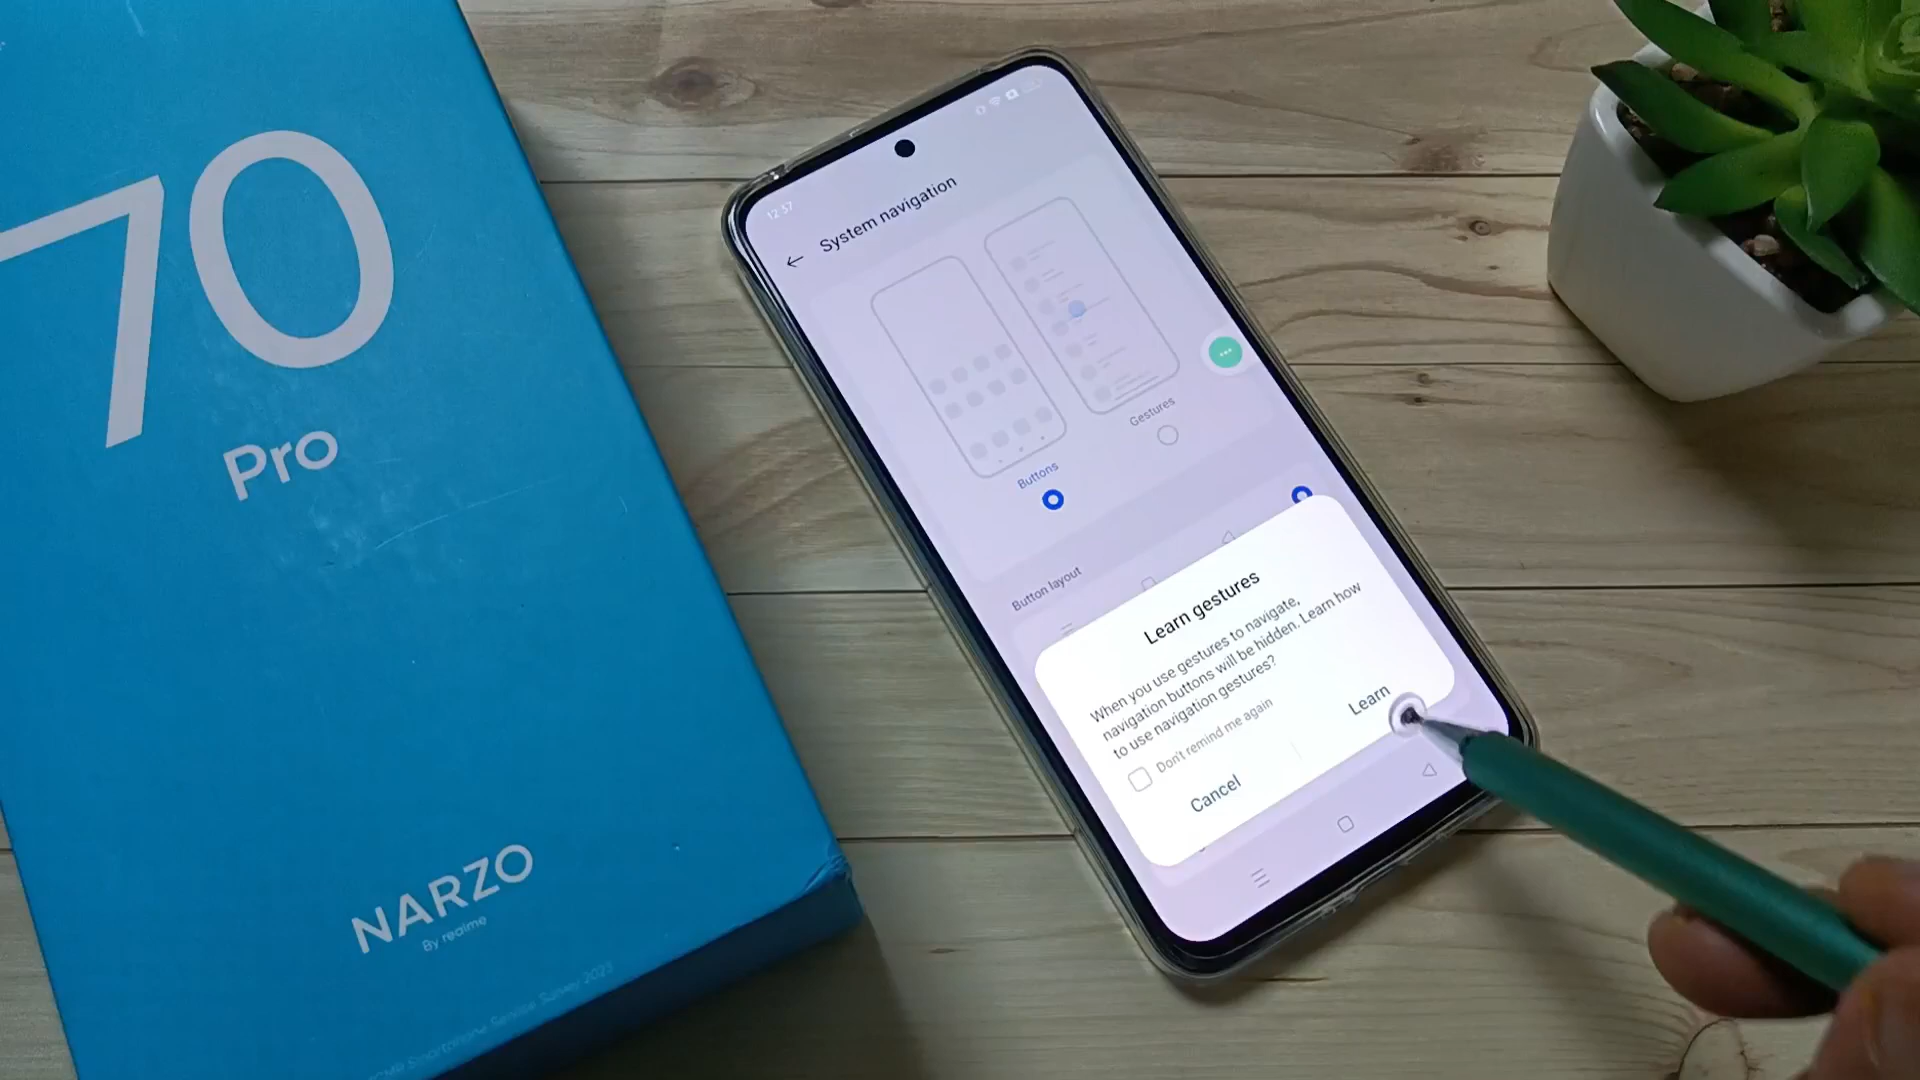 70
Pro
NARZO
By realme
12:57
System navigation
Buttons
Gestures
Button layout
Learn gestures
When you use gestures to navigate,
navigation buttons will be hidden. Learn how
to use navigation gestures?
Don't remind me again
Cancel
Learn